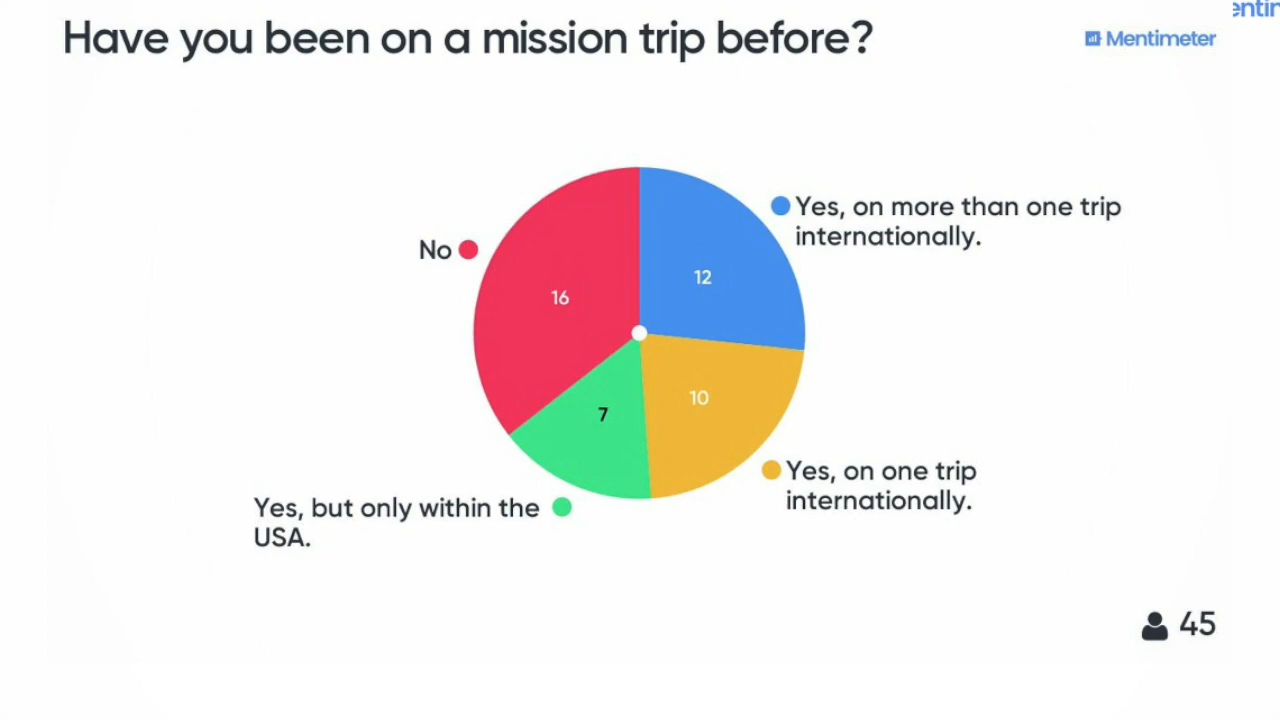 Have you been on a mission trip before?
Mentimeter
Yes, on more than one trip
internationally.
No
16
12
10
7
Yes, on one trip
internationally.
Yes, but only within the
USA.
45